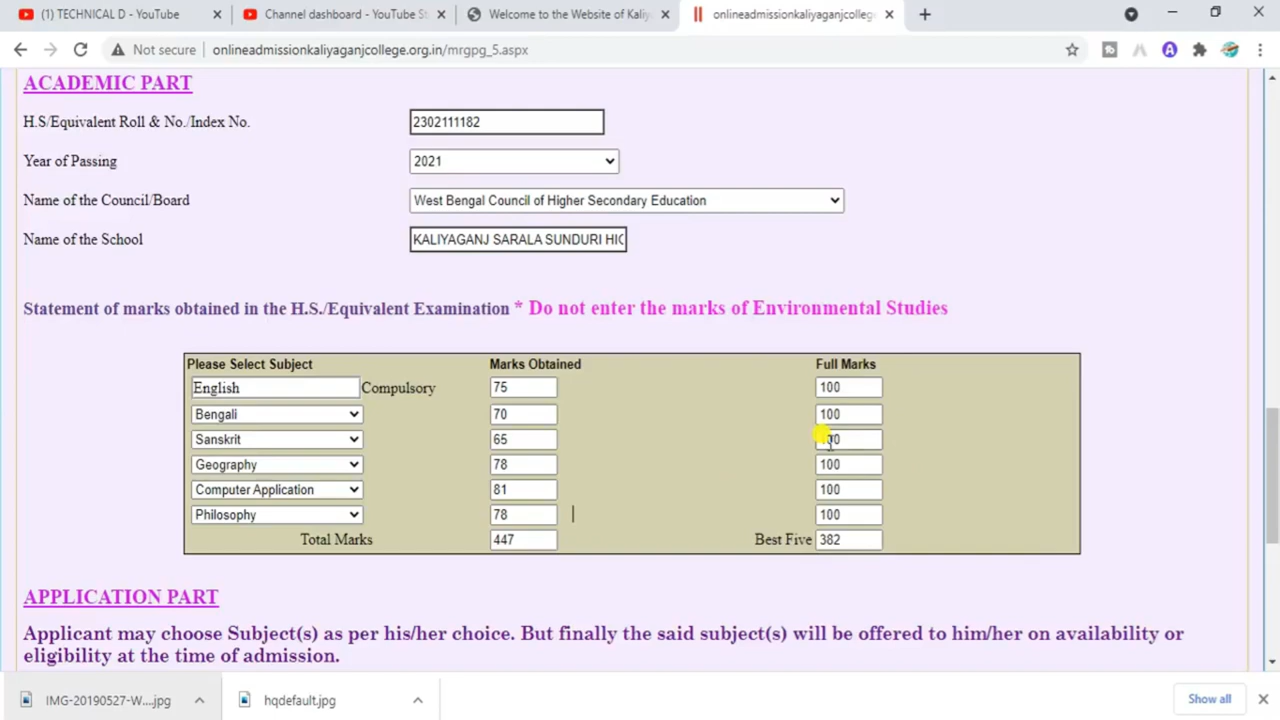 (1) TECHNICAL D - YouTube
Channel dashboard - YouTube St
Welcome to the Website of Kaliy
onlineadmissionkaliyaganjcollege
Not secure onlineadmissionkaliyaganjcollege.org.in/mrgpg_5.aspx
ACADEMIC PART
H.S/Equivalent Roll & No./Index No. 2302111182
Year of Passing 2021
Name of the Council/Board West Bengal Council of Higher Secondary Education
Name of the School KALIYAGANJ SARALA SUNDURI HIG
Statement of marks obtained in the H.S./Equivalent Examination * Do not enter the marks of Environmental Studies
Please Select Subject Marks Obtained Full Marks
English Compulsory 75 100
Bengali 70 100
Sanskrit 65 100
Geography 78 100
Computer Application 81 100
Philosophy 78 100
Total Marks 447 Best Five 382
APPLICATION PART
Applicant may choose Subject(s) as per his/her choice. But finally the said subject(s) will be offered to him/her on availability or
eligibility at the time of admission.
IMG-20190527-W....jpg
hqdefault.jpg
Show all